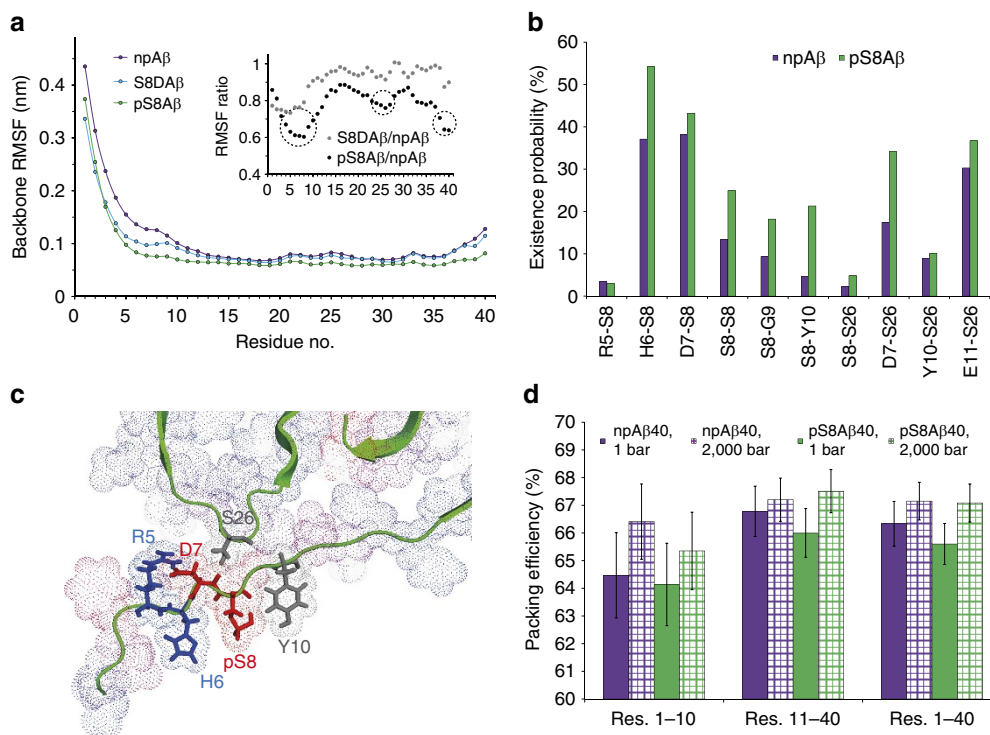 a
Backbone RMSF (nm)
0.4
0.3
0.2
0.1
0
0 5 10 15 20 25 30 35 40
Residue no.
npAβ
S8DAβ
pS8Aβ
RMSF ratio
1
0.8
0.6
0.4
0 5 10 15 20 25 30 35 40
S8DAβ/npAβ
pS8Aβ/npAβ
b
Existence probability (%)
60
50
40
30
20
10
0
npAβ
pS8Aβ
R5-S8
H6-S8
D7-S8
S8-S8
S8-G9
S8-Y10
S8-S26
D7-S26
Y10-S26
E11-S26
c
S26
R5
D7
pS8
Y10
H6
d
Packing efficiency (%)
70
69
68
67
66
65
64
63
62
61
60
npAβ40, 1 bar
npAβ40, 2,000 bar
pS8Aβ40, 1 bar
pS8Aβ40, 2,000 bar
Res. 1–10
Res. 11–40
Res. 1–40